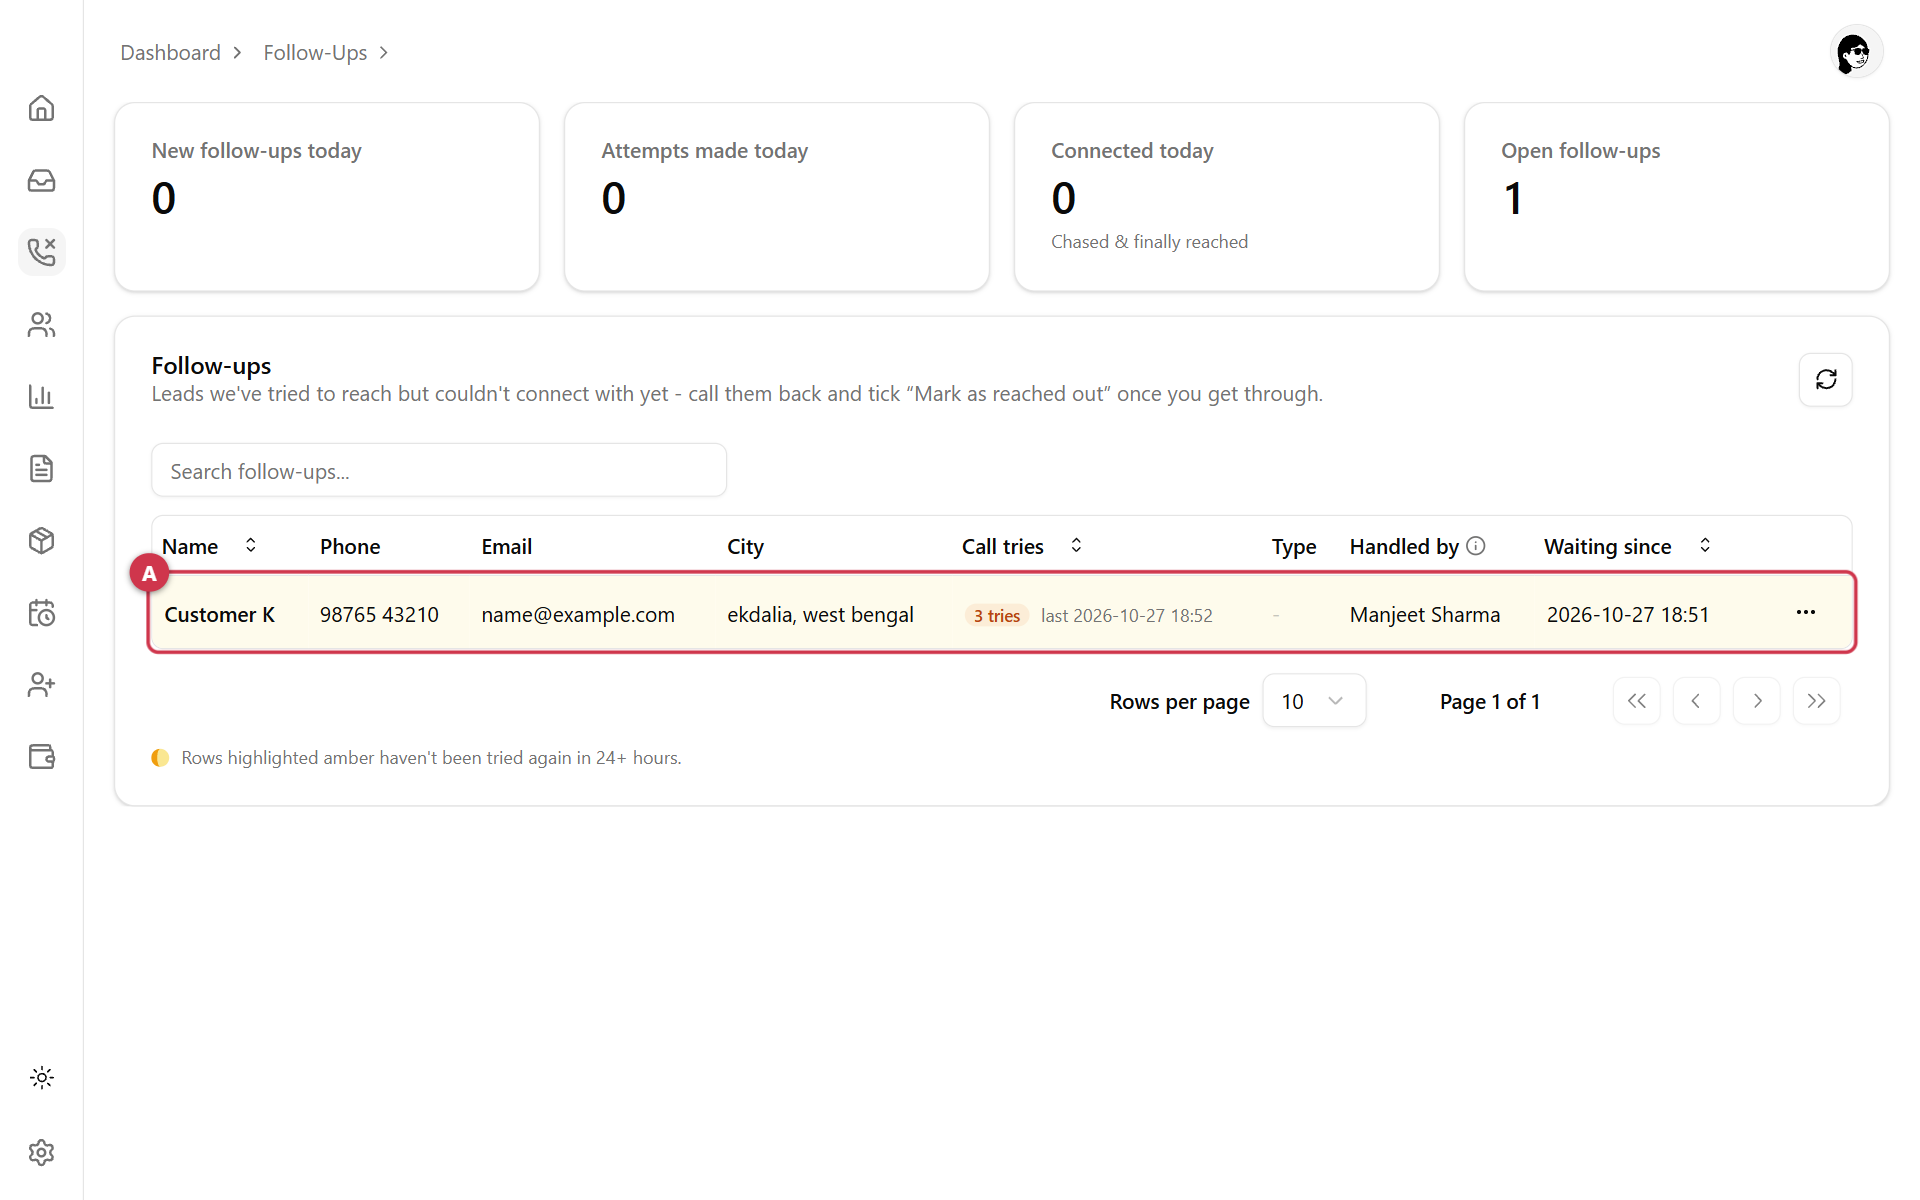 Dashboard
Follow-Ups
New follow-ups today
0
Attempts made today
0
Connected today
0
Chased & finally reached
Open follow-ups
1
Follow-ups
Leads we've tried to reach but couldn't connect with yet - call them back and tick “Mark as reached out” once you get through.
Search follow-ups...
Name Phone Email City Call tries Type Handled by Waiting since
A
Customer K 98765 43210 name@example.com ekdalia, west bengal 3 tries last 2026-10-27 18:52 - Manjeet Sharma 2026-10-27 18:51
Rows per page 10 Page 1 of 1
Rows highlighted amber haven't been tried again in 24+ hours.